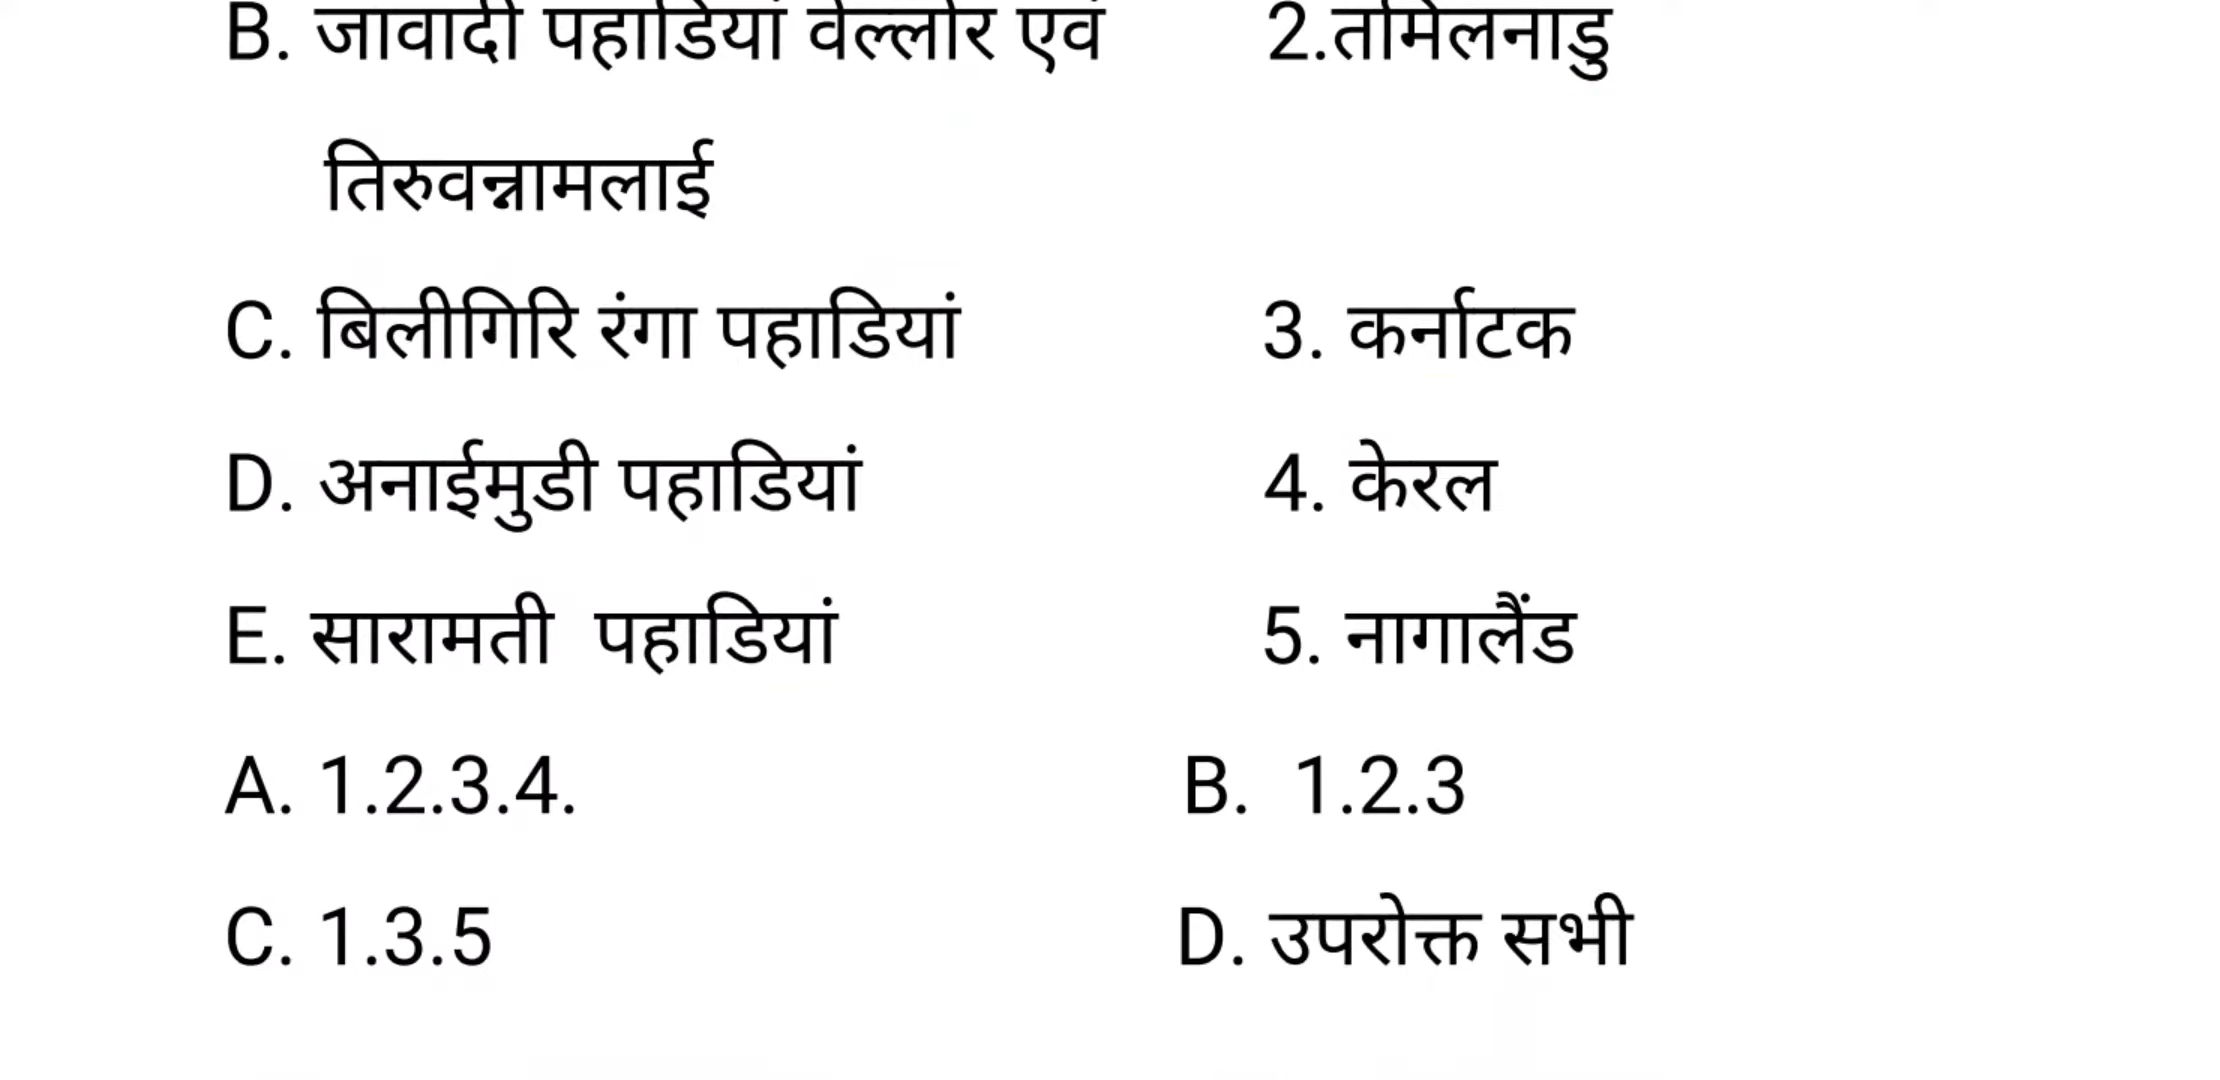 B. जावादी पहाडियां वेल्लोर एवं 2.तमिलनाडु
तिरुवन्नामलाई
C. बिलीगिरि रंगा पहाडियां 3. कर्नाटक
D. अनाईमुडी पहाडियां 4. केरल
E. सारामती पहाडियां 5. नागालैंड
A. 1.2.3.4. B. 1.2.3
C. 1.3.5 D. उपरोक्त सभी